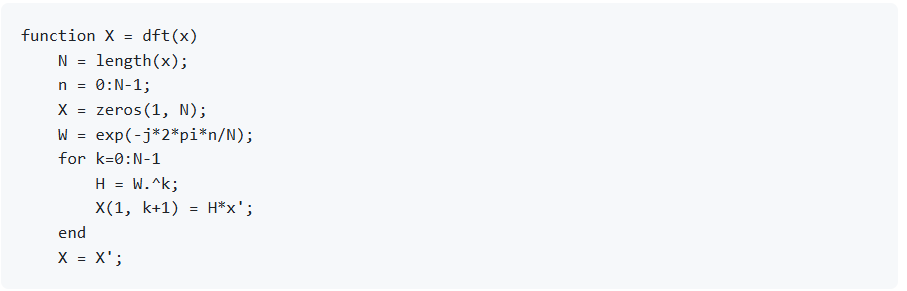 function X = dft(x)
    N = length(x);
    n = 0:N-1;
    X = zeros(1, N);
    W = exp(-j*2*pi*n/N);
    for k=0:N-1
        H = W.^k;
        X(1, k+1) = H*x';
    end
    X = X';